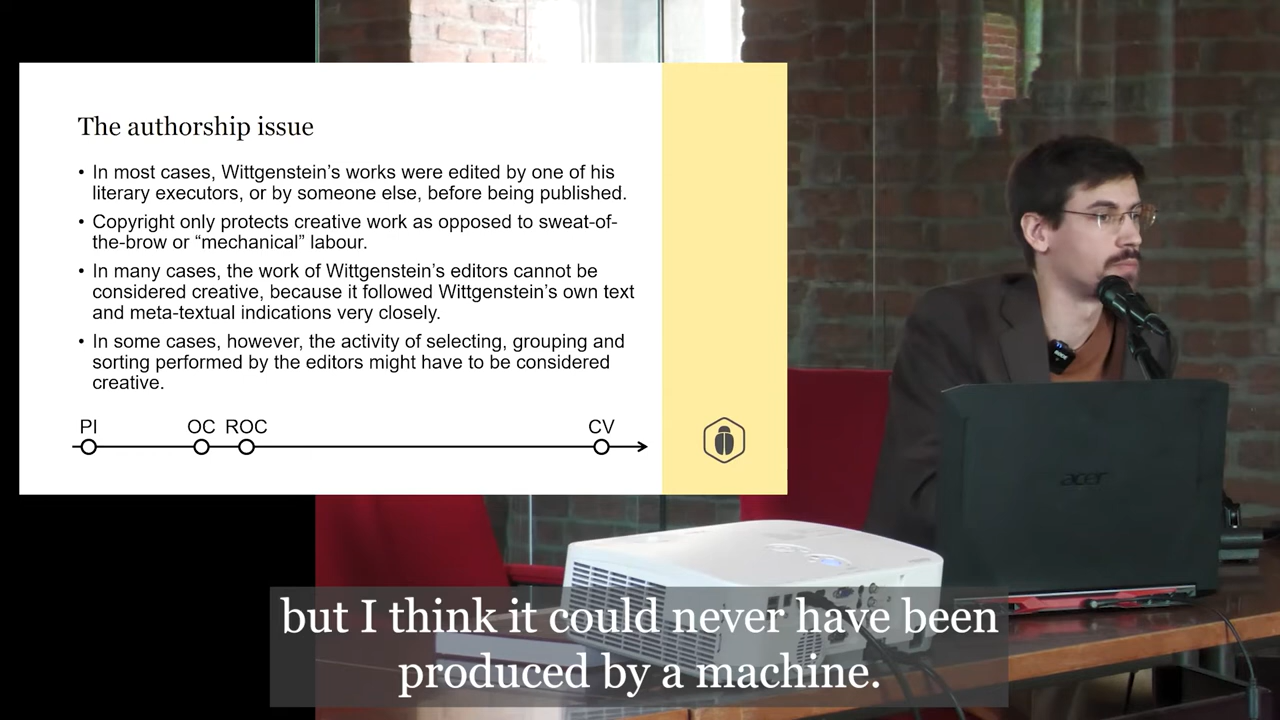 The authorship issue
• In most cases, Wittgenstein's works were edited by one of his
literary executors, or by someone else, before being published.
• Copyright only protects creative work as opposed to sweat-of-
the-brow or “mechanical” labour.
• In many cases, the work of Wittgenstein's editors cannot be
considered creative, because it followed Wittgenstein's own text
and meta-textual indications very closely.
• In some cases, however, the activity of selecting, grouping and
sorting performed by the editors might have to be considered
creative.
PI OC ROC CV
acer
but I think it could never have been
produced by a machine.